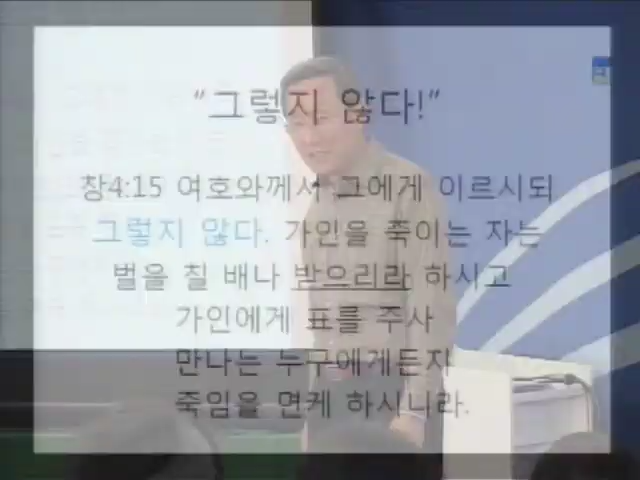 “그렇지 않다!”
창4:15 여호와께서 그에게 이르시되
그렇지 않다. 가인을 죽이는 자는
벌을 칠 배나 받으리라 하시고
가인에게 표를 주사
만나는 누구에게든지
죽임을 면케 하시니라.